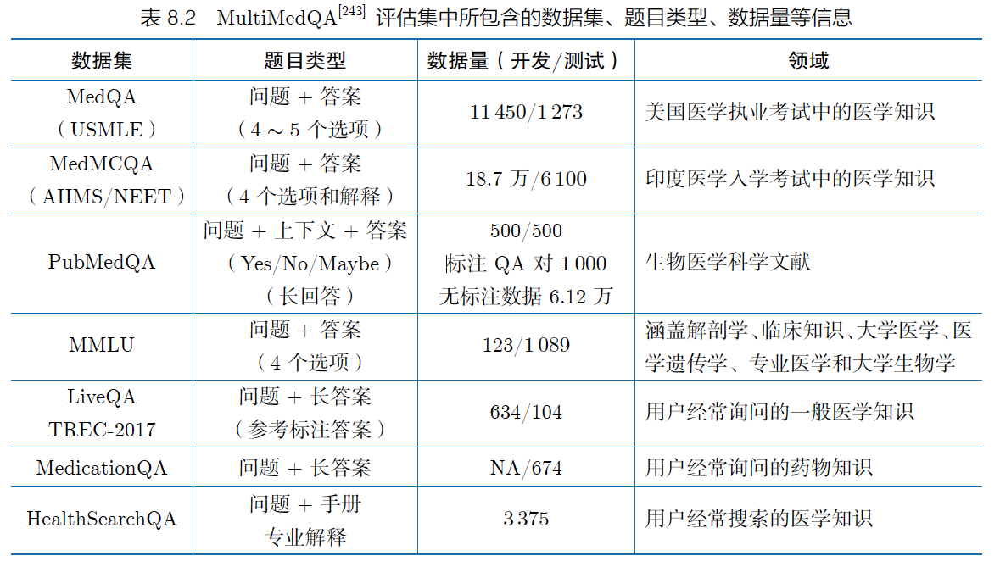 表 8.2 MultiMedQA[243] 评估集中所包含的数据集、题目类型、数据量等信息
数据集 题目类型 数据量（开发/测试） 领域
MedQA
（USMLE）
问题 + 答案
（4 ∼ 5 个选项）
11 450/1 273
美国医学执业考试中的医学知识
MedMCQA
（AIIMS/NEET）
问题 + 答案
（4 个选项和解释）
18.7 万/6 100
印度医学入学考试中的医学知识
PubMedQA
问题 + 上下文 + 答案
（Yes/No/Maybe）
（长回答）
500/500
标注 QA 对 1 000
无标注数据 6.12 万
生物医学科学文献
MMLU
问题 + 答案
（4 个选项）
123/1 089
涵盖解剖学、临床知识、大学医学、医
学遗传学、专业医学和大学生物学
LiveQA
TREC-2017
问题 + 长答案
（参考标注答案）
634/104
用户经常询问的一般医学知识
MedicationQA
问题 + 长答案
NA/674
用户经常询问的药物知识
HealthSearchQA
问题 + 手册
专业解释
3 375
用户经常搜索的医学知识